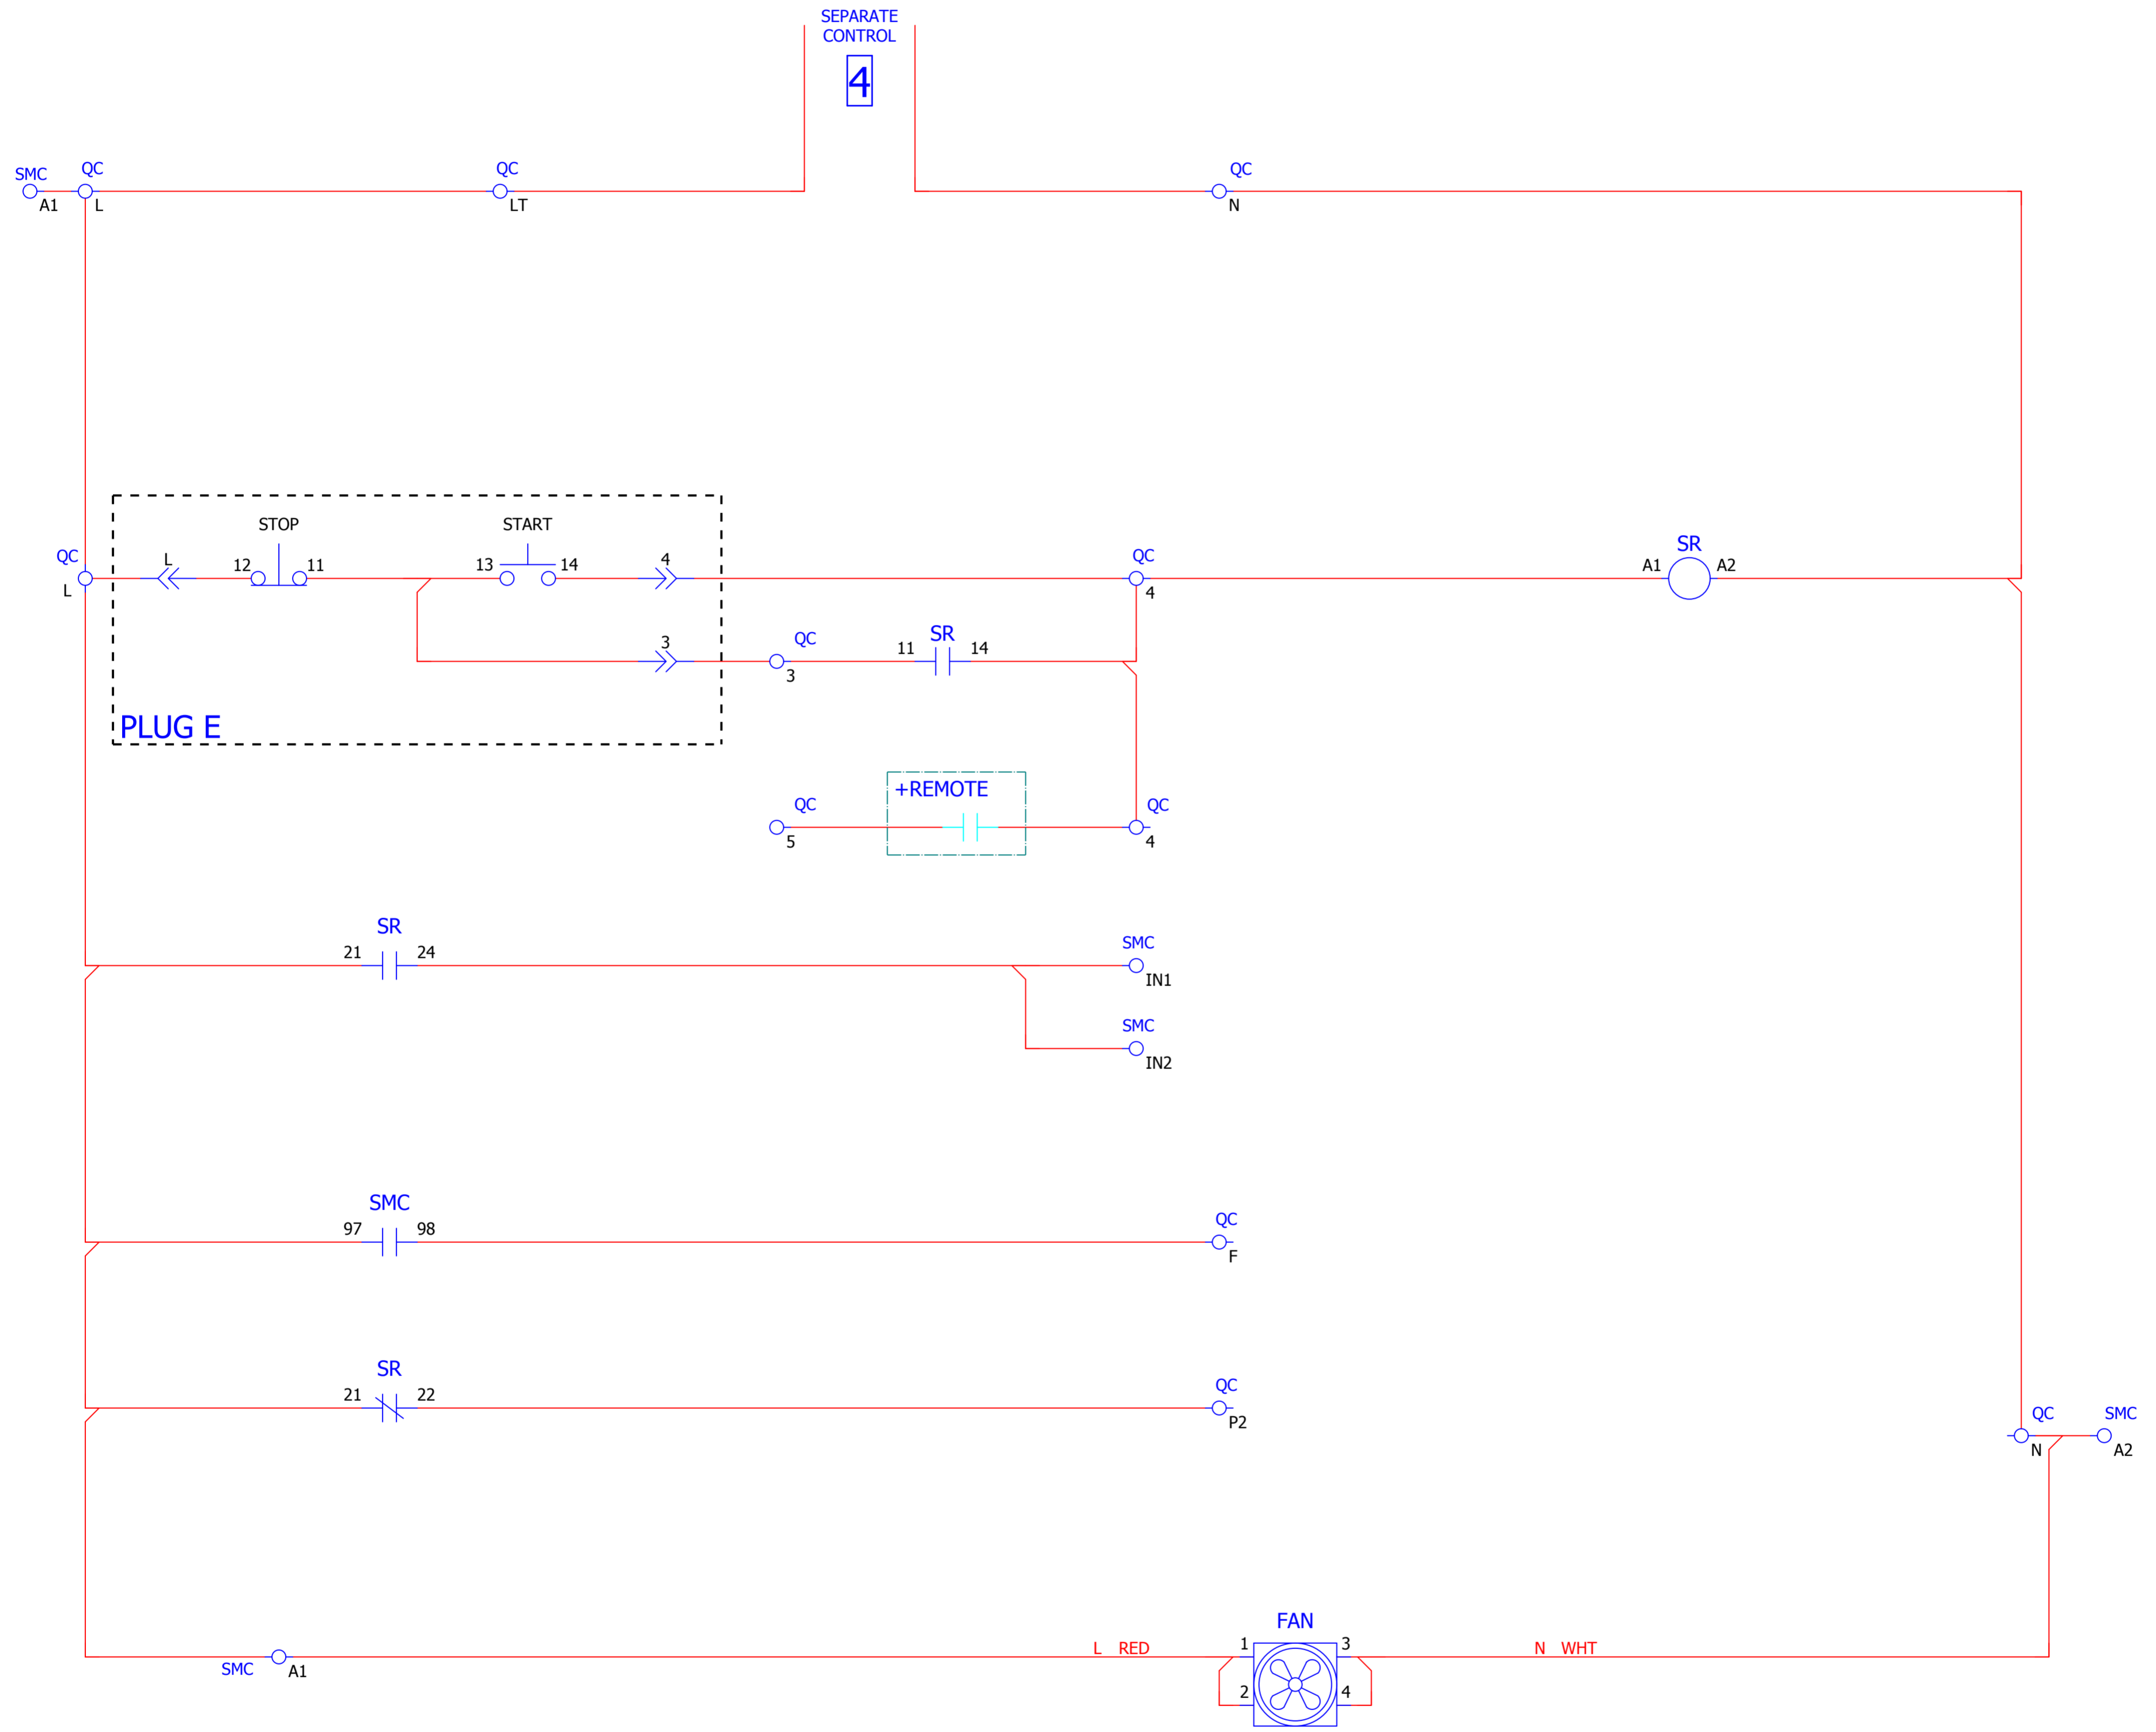 SEPARATE
CONTROL
4
SMC
QC
QC
QC
A1
L
LT
N
STOP
START
QC
L
12
11
13
14
4
QC
SR
A1
A2
L
4
3
QC
11
SR
14
3
PLUG E
+REMOTE
QC
QC
5
4
SR
21
24
SMC
IN1
SMC
IN2
SMC
97
98
QC
F
SR
21
22
QC
P2
QC
SMC
N
A2
FAN
L RED
1
3
N WHT
SMC
A1
2
4